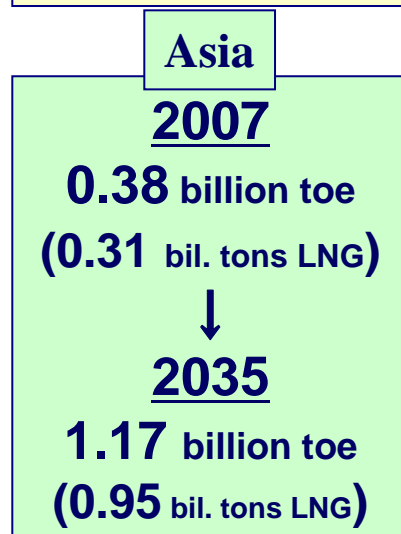 Asia
2007
0.38 billion toe
(0.31 bil. tons LNG)
↓
2035
1.17 billion toe
(0.95 bil. tons LNG)